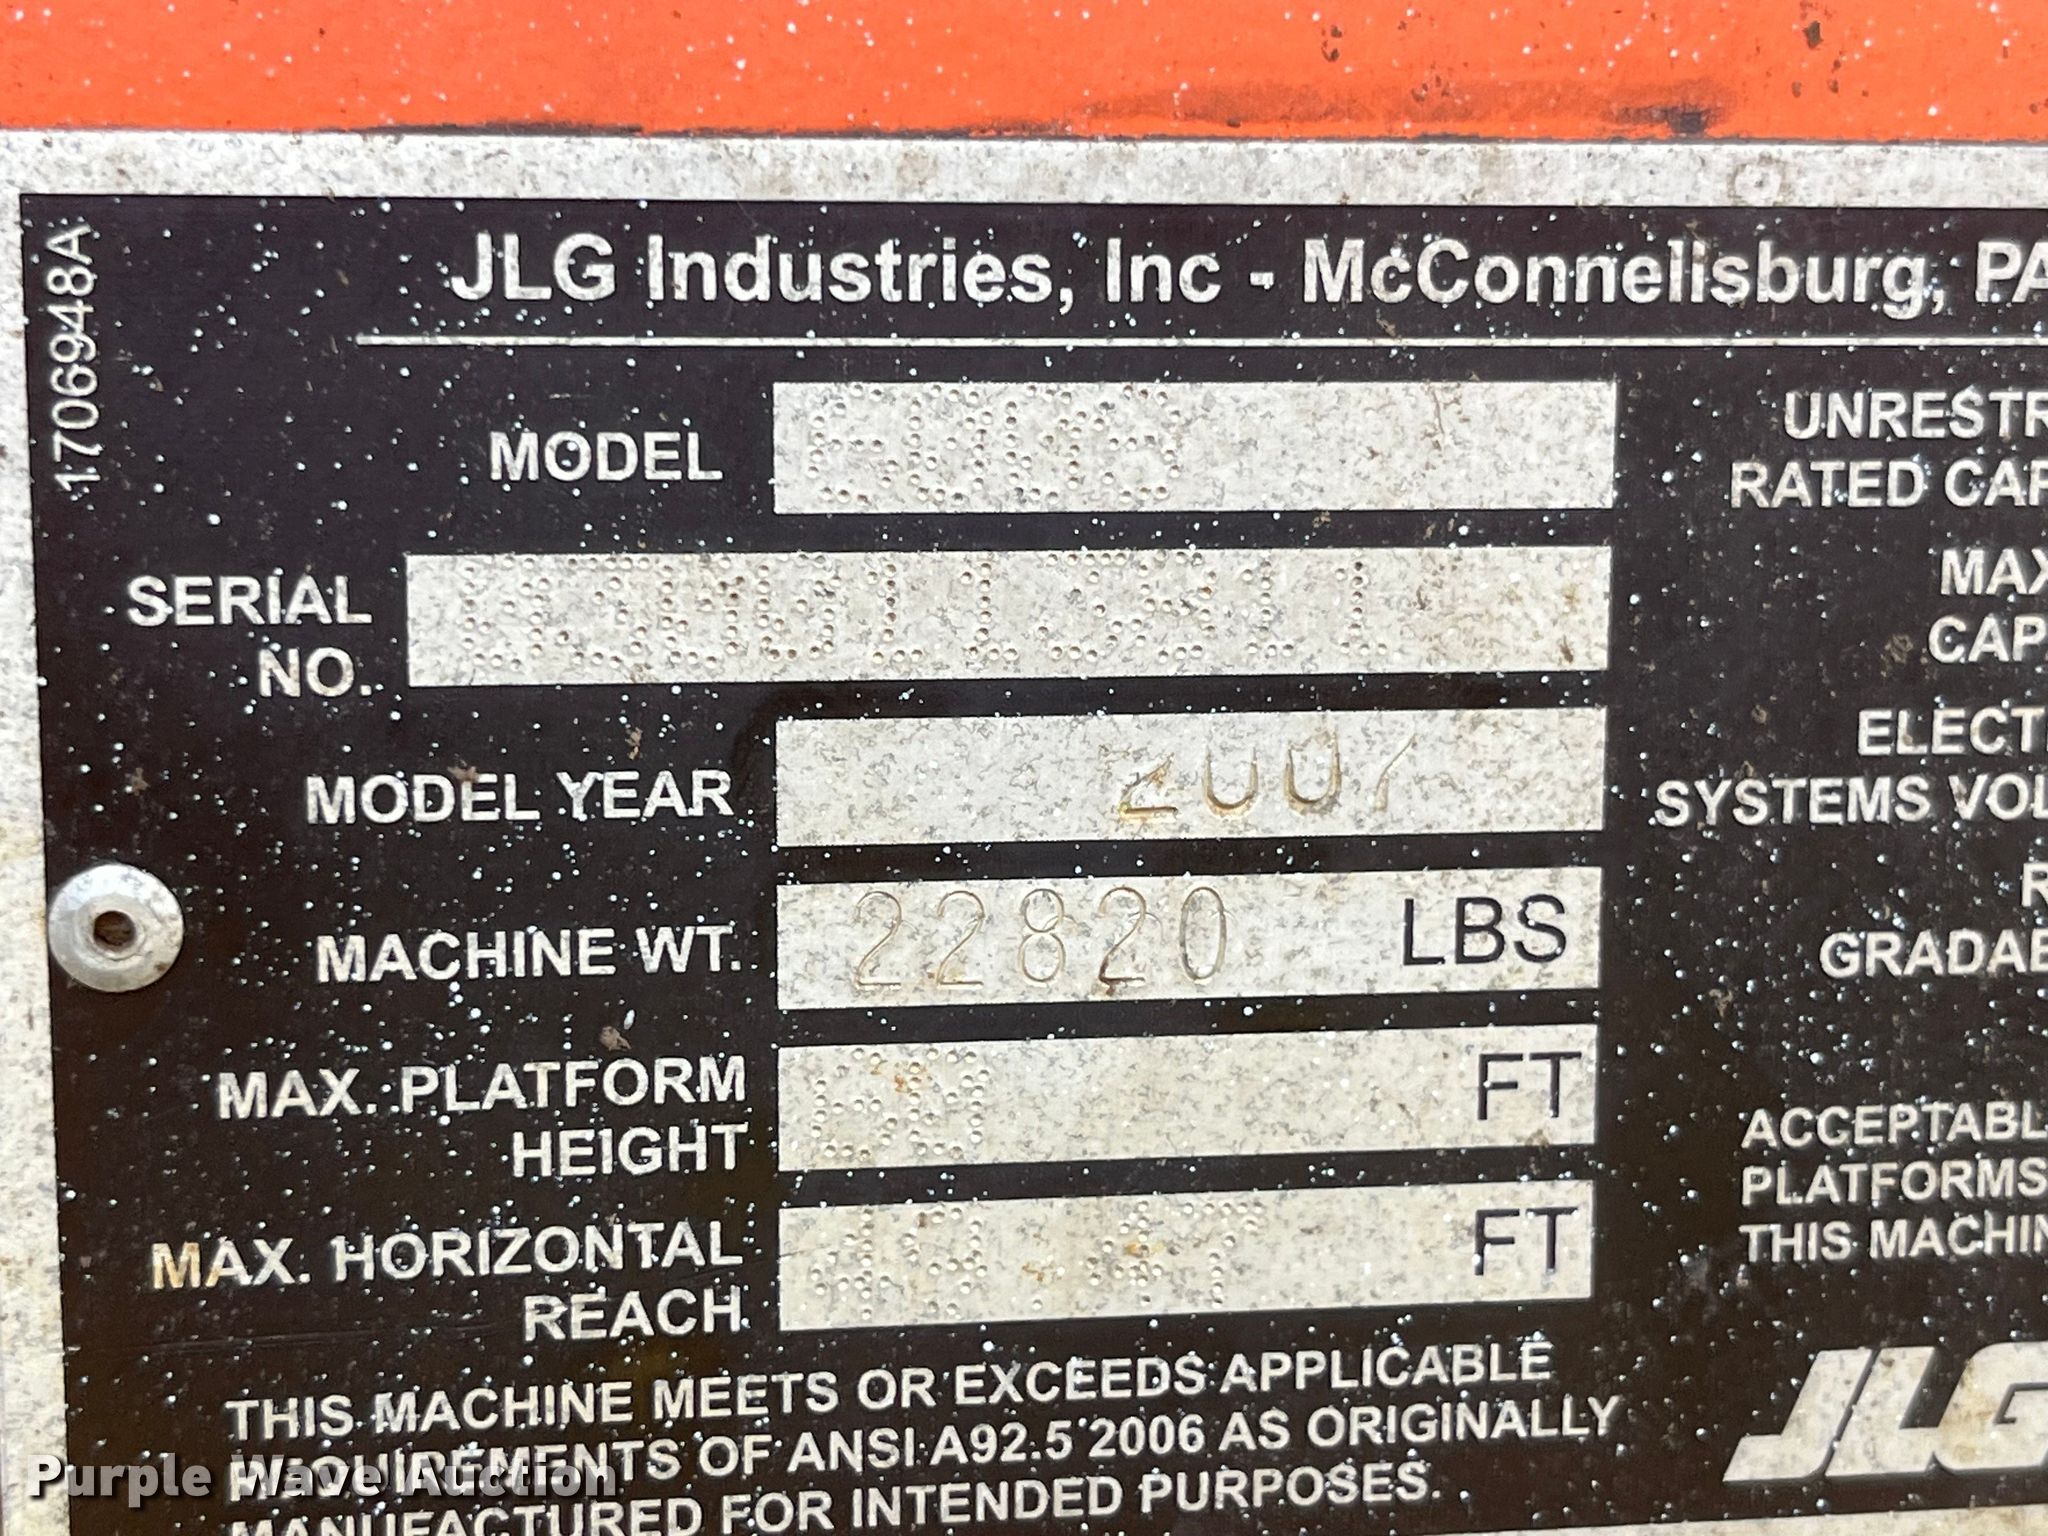 1706948A
JLG Industries, Inc - McConnellsburg, PA
MODEL 600S
SERIAL
NO.
MODEL YEAR 2007
MACHINE WT. 22820 LBS
MAX. PLATFORM
HEIGHT FT
MAX. HORIZONTAL
REACH FT
THIS MACHINE MEETS OR EXCEEDS APPLICABLE
REQUIREMENTS OF ANSI A92.5 2006 AS ORIGINALLY
MANUFACTURED FOR INTENDED PURPOSES.
UNRESTR
RATED CAP
MAX
CAP
ELECT
SYSTEMS VOL
R
GRADAB
ACCEPTABL
PLATFORMS
THIS MACHIN
JLG
Purple Wave Auction